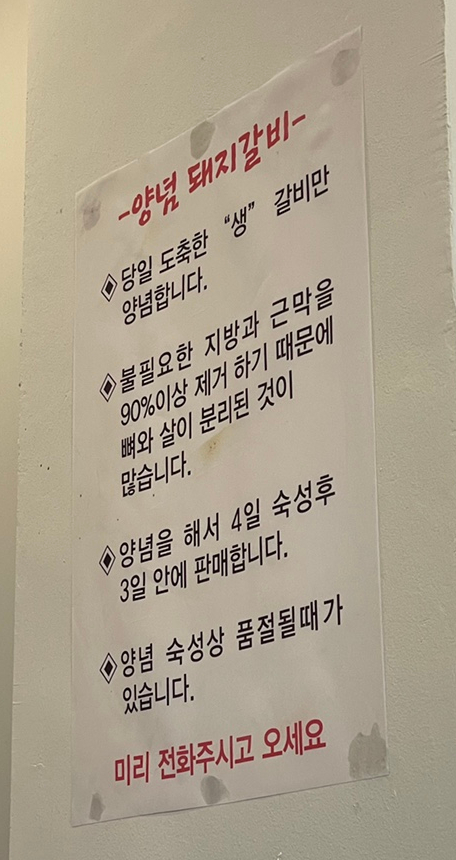 -양념 돼지갈비-
◈당일 도축한 "생" 갈비만
양념합니다.
◈불필요한 지방과 근막을
90%이상 제거 하기 때문에
뼈와 살이 분리된 것이
많습니다.
◈양념을 해서 4일 숙성후
3일 안에 판매합니다.
◈양념 숙성상 품절될때가
있습니다.
미리 전화주시고 오세요